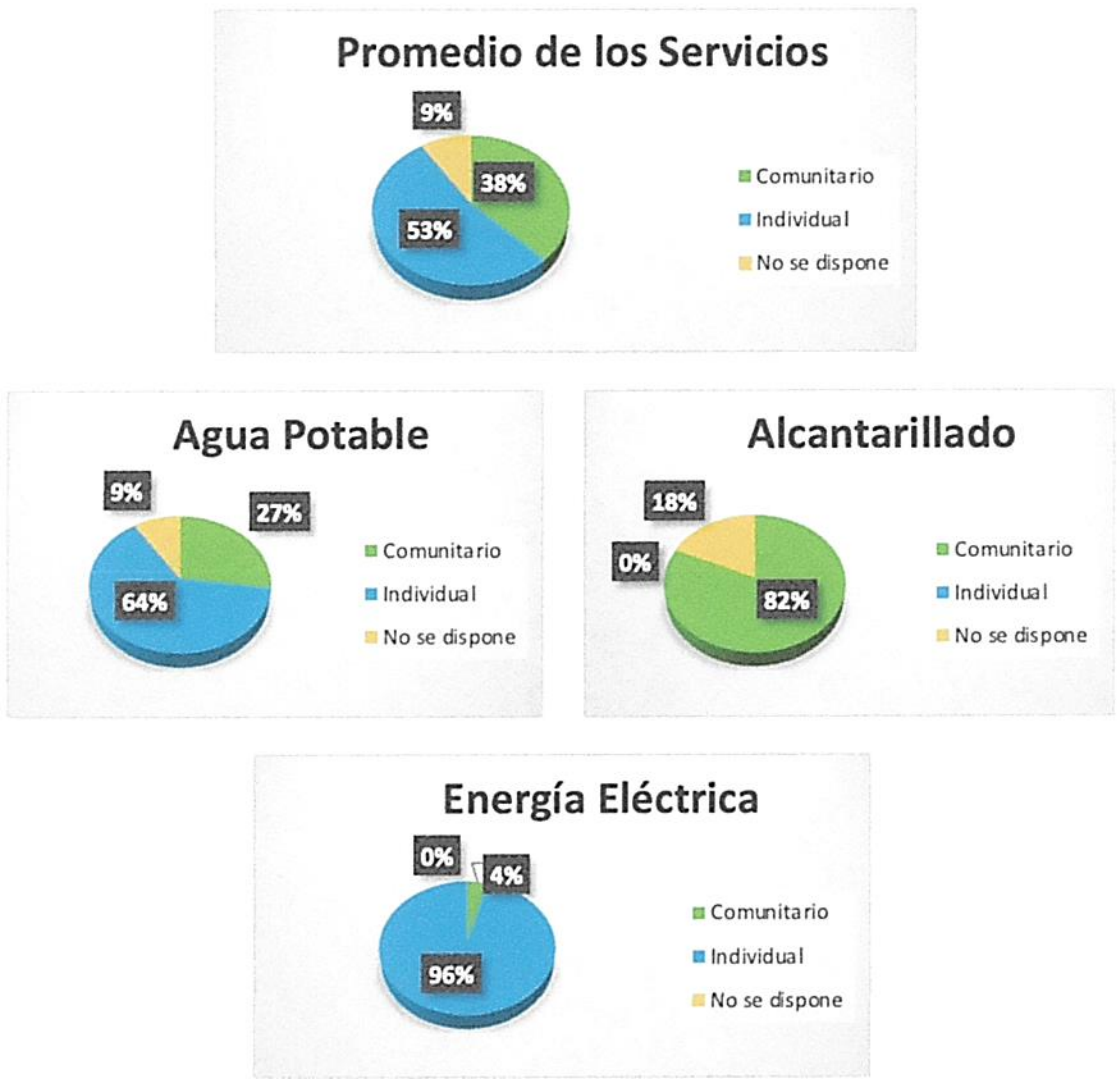 Promedio de los Servicios
9%
38%
53%
Comunitario
Individual
No se dispone
Agua Potable
9%
27%
64%
Comunitario
Individual
No se dispone
Alcantarillado
18%
0%
82%
Comunitario
Individual
No se dispone
Energía Eléctrica
0%
4%
96%
Comunitario
Individual
No se dispone